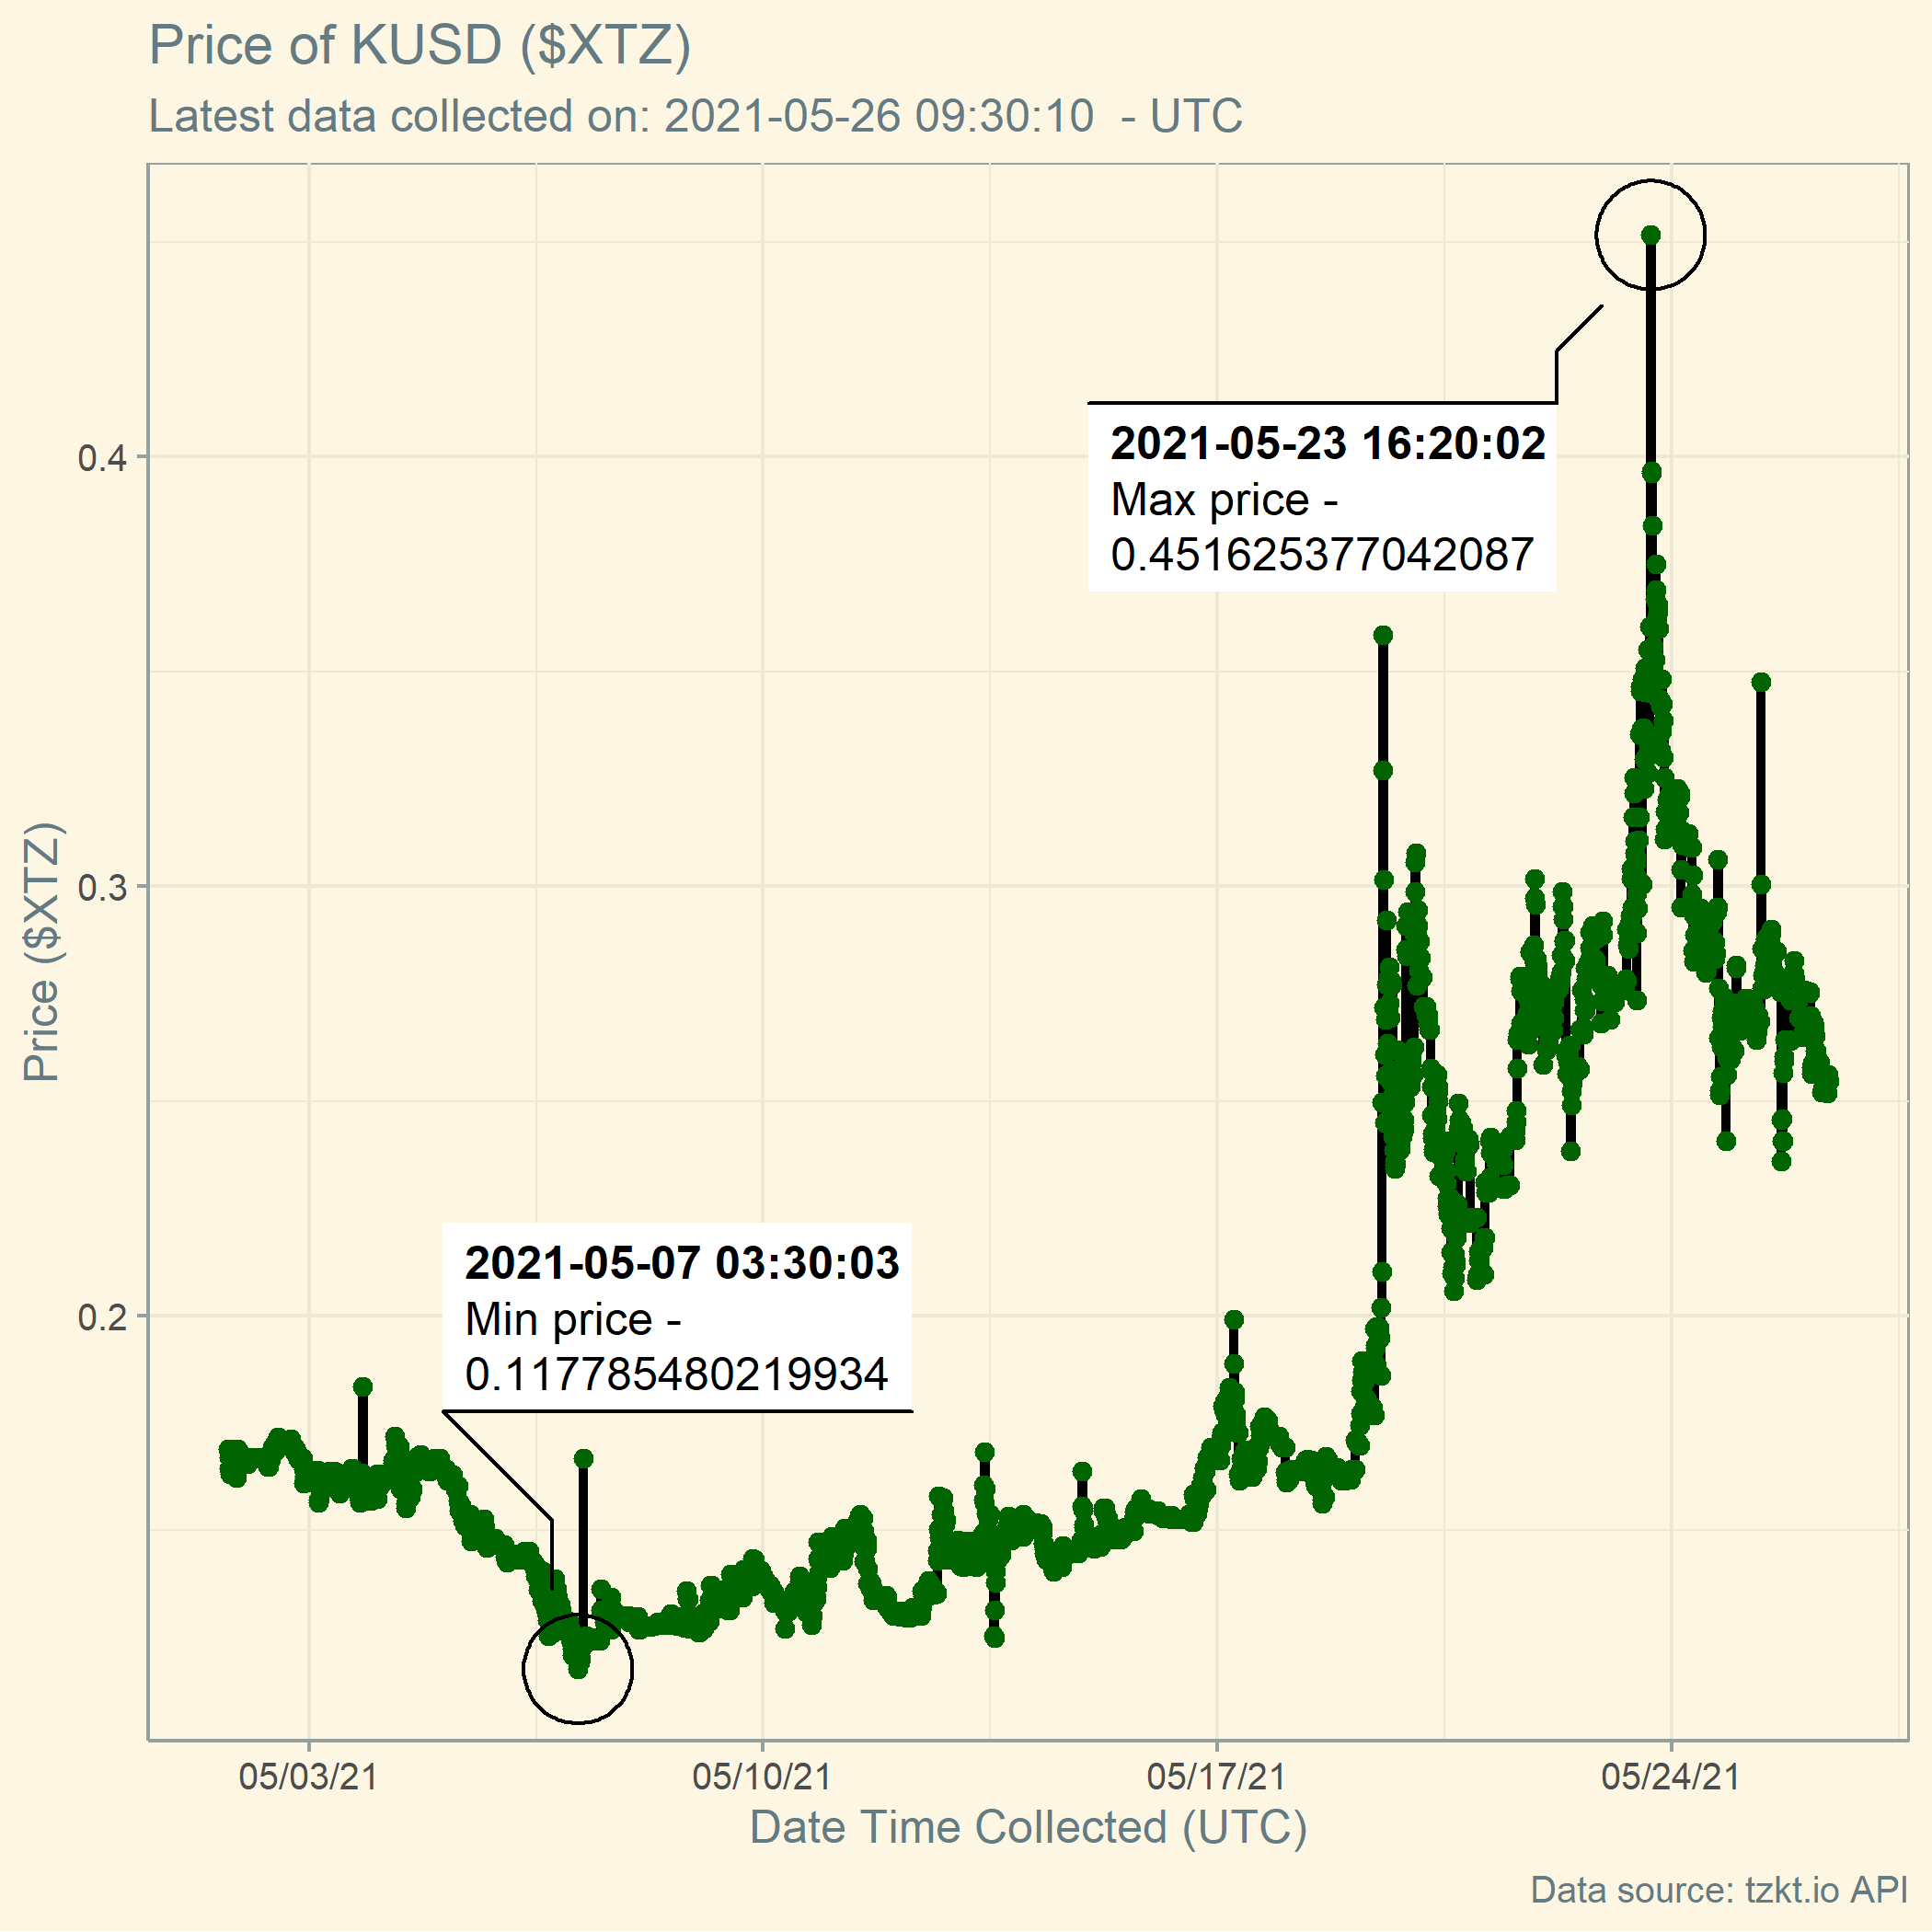 Price of KUSD ($XTZ)
Latest data collected on: 2021-05-26 09:30:10  - UTC
Price ($XTZ)
0.4
0.3
0.2
2021-05-23 16:20:02
Max price -
0.451625377042087
2021-05-07 03:30:03
Min price -
0.117785480219934
05/03/21
05/10/21
05/17/21
05/24/21
Date Time Collected (UTC)
Data source: tzkt.io API